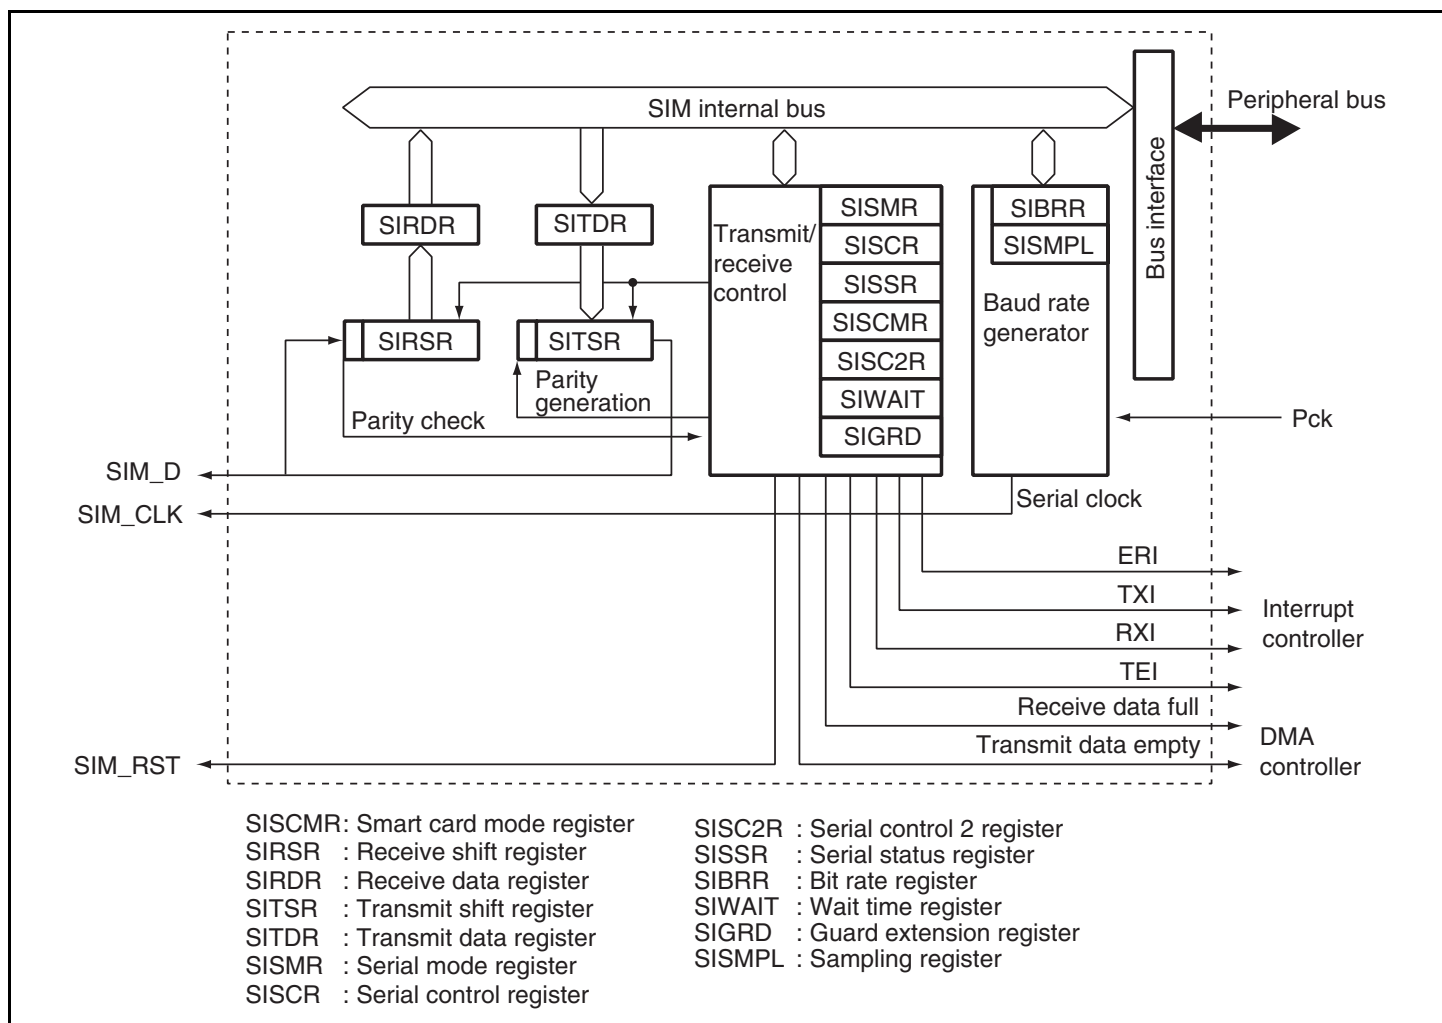 SIM internal bus
Peripheral bus
Bus interface
SIRDR
SITDR
Transmit/
receive
control
SISMR
SISCR
SISSR
SISCMR
SISC2R
SIWAIT
SIGRD
SIBRR
SISMPL
Baud rate
generator
SIRSR
SITSR
Parity
generation
Parity check
Pck
SIM_D
SIM_CLK
Serial clock
ERI
TXI
RXI
TEI
Interrupt
controller
Receive data full
Transmit data empty
DMA
controller
SIM_RST
SISCMR: Smart card mode register
SIRSR : Receive shift register
SIRDR : Receive data register
SITSR : Transmit shift register
SITDR : Transmit data register
SISMR : Serial mode register
SISCR : Serial control register
SISC2R : Serial control 2 register
SISSR : Serial status register
SIBRR : Bit rate register
SIWAIT : Wait time register
SIGRD : Guard extension register
SISMPL : Sampling register